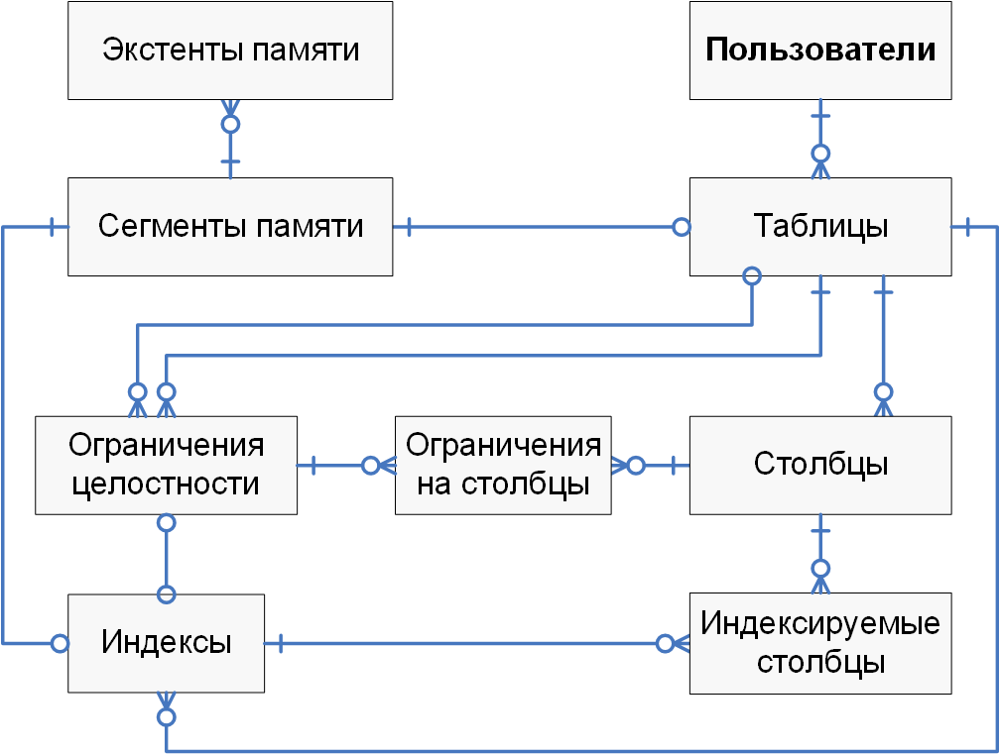 Экстенты памяти
Пользователи
Сегменты памяти
Таблицы
Ограничения
целостности
Ограничения
на столбцы
Столбцы
Индексы
Индексируемые
столбцы